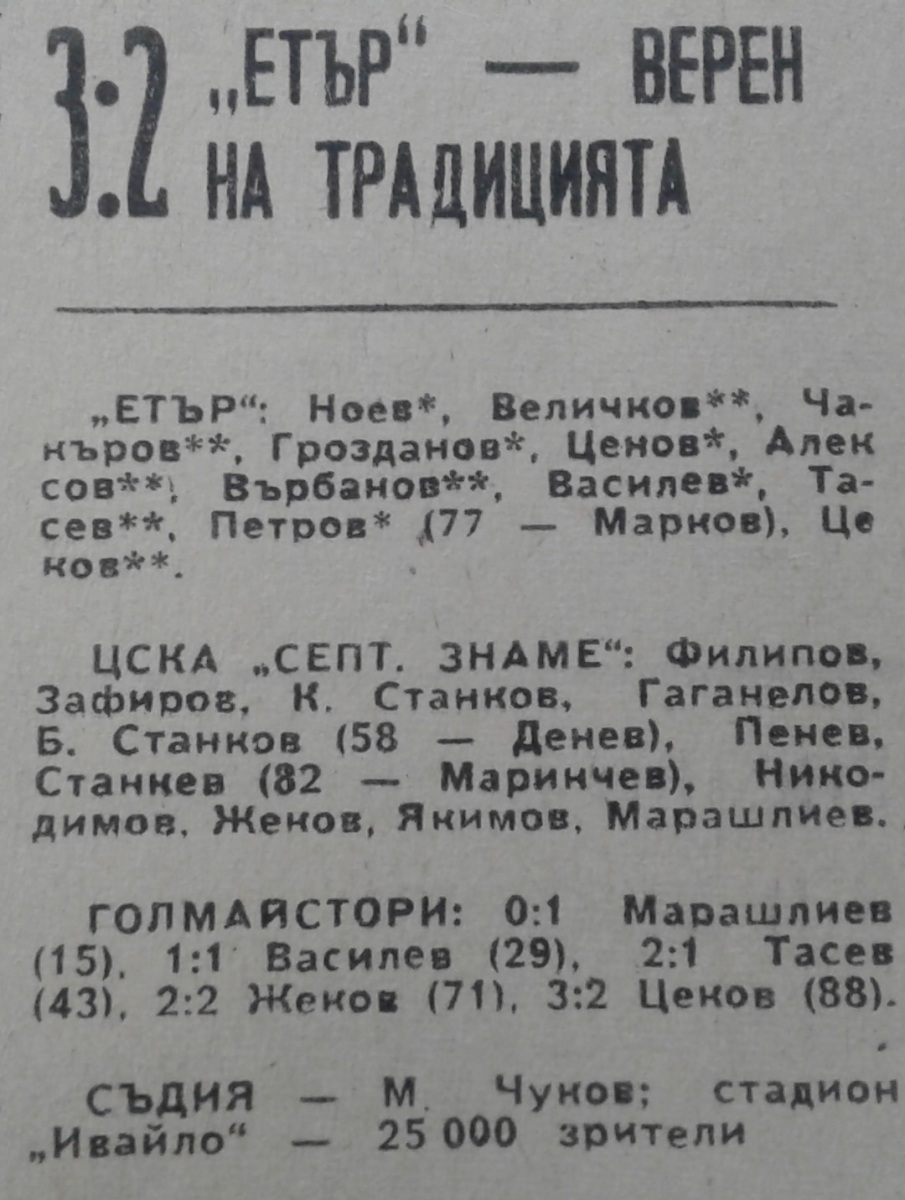 3:2 „ЕТЪР“ — ВЕРЕН
НА ТРАДИЦИЯТА
„ЕТЪР“: Ноев*, Величков**, Ча-
къров**, Грозданов*, Ценов*, Алек
сов**, Върбанов**, Василев*, Та-
сев**, Петров* (77 — Марков), Це
ков**.
ЦСКА „СЕПТ. ЗНАМЕ“: Филипов,
Зафиров, К. Станков, Гаганелов,
Б. Станков (58 — Денев), Пенев,
Станкев (82 — Маринчев), Нико-
димов, Жеков, Якимов, Марашлиев.
ГОЛМАЙСТОРИ: 0:1 Марашлиев
(15), 1:1 Василев (29), 2:1 Тасев
(43), 2:2 Жеков (71), 3:2 Цеков (88).
СЪДИЯ — М. Чуков; стадион
„Ивайло“ — 25 000 зрители